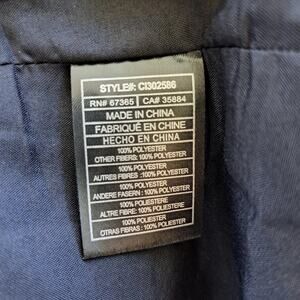 STYLE#: CI302586
RN# 67365 CA# 35884
MADE IN CHINA
FABRIQUÉ EN CHINE
HECHO EN CHINA
100% POLYESTER
OTHER FIBERS: 100% POLYESTER
100% POLYESTER
AUTRES FIBRE :100% POLYESTER
100% POLYESTER
ANDERE FASERN : 100% POLYESTER
100% POLIESTERE
ALTRE FIBRE: 100% POLIESTERE
100% POLIESTER
OTRAS FIBRAS : 100% POLIESTER